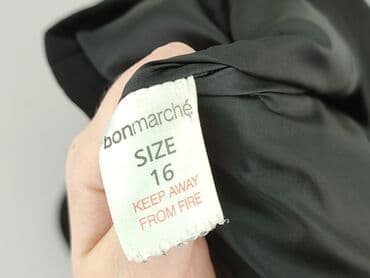 bonmarché
SIZE
16
KEEP AWAY
FROM FIRE